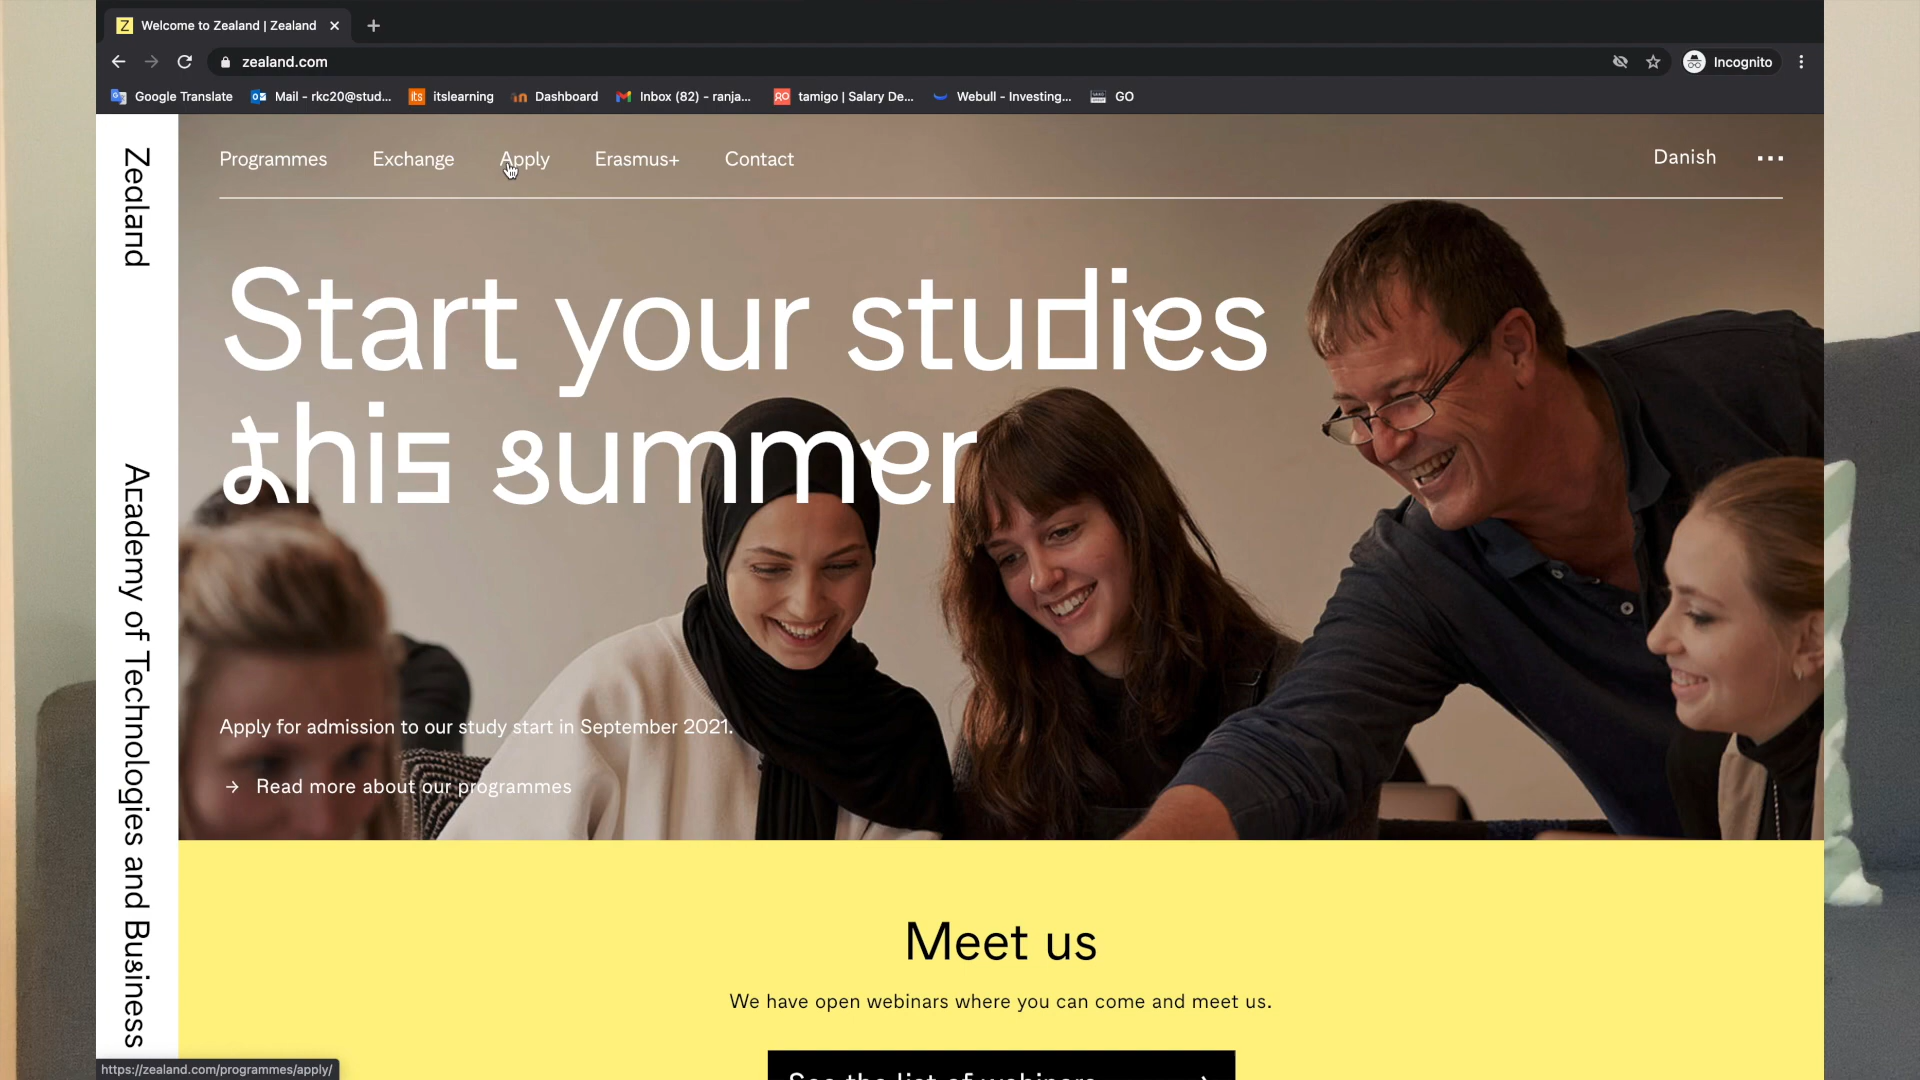 Welcome to Zealand | Zealand
zealand.com
Incognito
Google Translate
Mail - rkc20@stud...
itslearning
Dashboard
Inbox (82) - ranja...
tamigo | Salary De...
Webull - Investing...
GO
Zealand
Academy of Technologies and Business
Programmes
Exchange
Apply
Erasmus+
Contact
Danish
Start your studies
this summer
Apply for admission to our study start in September 2021.
→ Read more about our programmes
Meet us
We have open webinars where you can come and meet us.
See the list of webinars
https://zealand.com/programmes/apply/